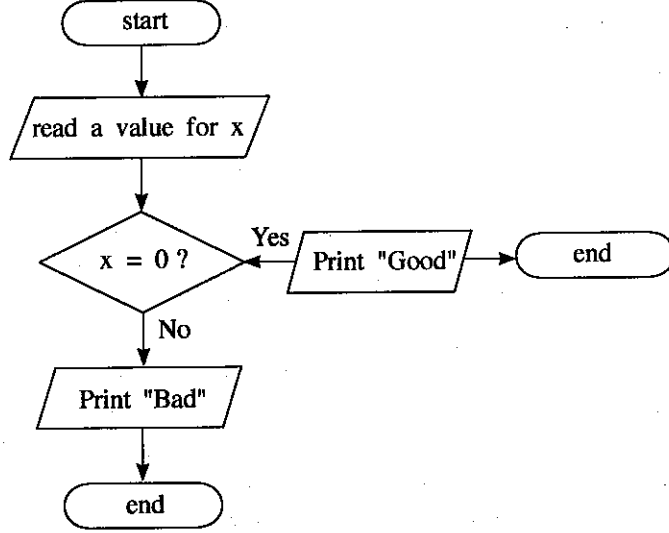 start
read a value for x
x = 0 ?
Yes
Print "Good"
end
No
Print "Bad"
end